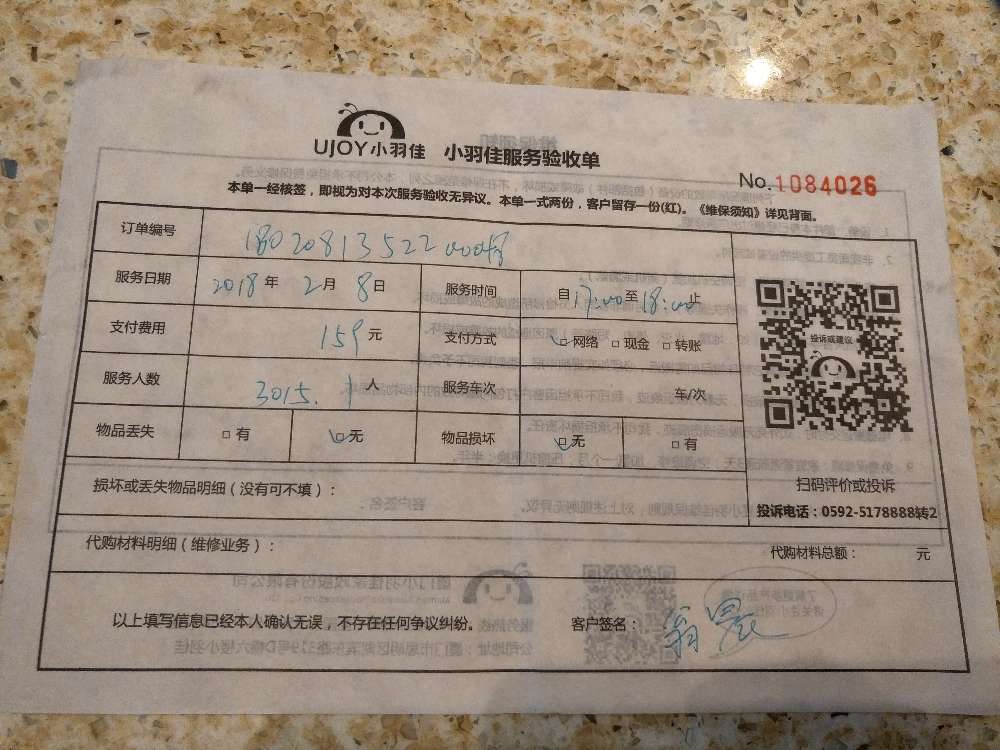 UJOY小羽佳 小羽佳服务验收单
No. 1084026
本单一经核签，即视为对本次服务验收无异议。本单一式两份，客户留存一份(红)。《维保须知》详见背面。
订单编号
服务日期 2018 年 2 月 8 日 服务时间 自 17:00 至 18:00 止
支付费用 159 元 支付方式 □网络 □现金 □转账
投诉或建议
服务人数 3015. 1 人 服务车次 车/次
物品丢失 □有 □无 物品损坏 □无 □有
扫码评价或投诉
损坏或丢失物品明细（没有可不填）：
投诉电话：0592-5178888转2
代购材料明细（维修业务）： 代购材料总额： 元
以上填写信息已经本人确认无误，不存在任何争议纠纷。 客户签名： 翁晨